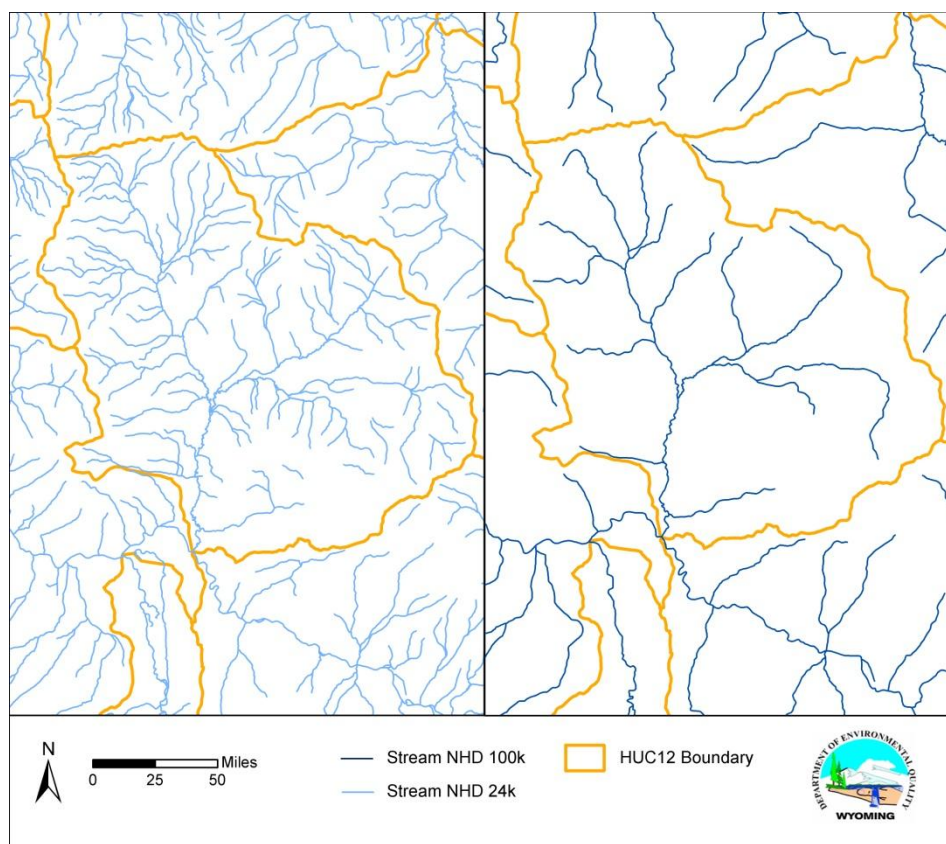 N
Miles
0 25 50
Stream NHD 100k
Stream NHD 24k
HUC12 Boundary
DEPARTMENT OF ENVIRONMENTAL QUALITY
WYOMING